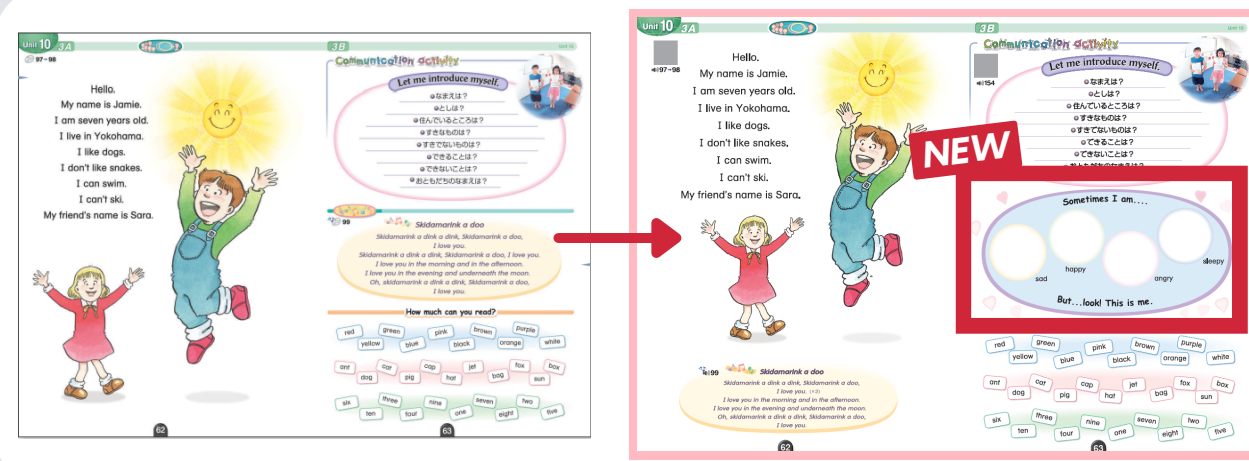 Unit 10
3A
97-98
Hello.
My name is Jamie.
I am seven years old.
I live in Yokohama.
I like dogs.
I don't like snakes.
I can swim.
I can't ski.
My friend's name is Sara.
62
3B
Unit 10
Communication activity
Let me introduce myself.
なまえは？
としは？
住んでいるところは？
すきなものは？
すきでないものは？
できることは？
できないことは？
おともだちのなまえは？
99
Skidamarink a doo
Skidamarink a dink a dink, Skidamarink a doo,
I love you.
Skidamarink a dink a dink, Skidamarink a doo, I love you.
I love you in the morning and in the afternoon.
I love you in the evening and underneath the moon.
Oh, skidamarink a dink a dink, Skidamarink a doo,
I love you.
How much can you read?
red green pink brown purple
yellow blue black orange white
ant cat cap jet fox box
dog pig hat bag sun
six three nine seven two
ten four one eight five
63
Unit 10
3A
97-98
Hello.
My name is Jamie.
I am seven years old.
I live in Yokohama.
I like dogs.
I don't like snakes.
I can swim.
I can't ski.
My friend's name is Sara.
99
Skidamarink a doo
Skidamarink a dink a dink, Skidamarink a doo,
I love you. (×2)
I love you in the morning and in the afternoon.
I love you in the evening and underneath the moon.
Oh, skidamarink a dink a dink, Skidamarink a doo,
I love you.
62
3B
Unit 10
Communication activity
154
Let me introduce myself.
なまえは？
としは？
住んでいるところは？
すきなものは？
すきでないものは？
できることは？
できないことは？
おともだちのなまえは？
NEW
Sometimes I am....
sad
happy
angry
sleepy
But...look! This is me.
red green pink brown purple
yellow blue black orange white
ant cat cap jet fox box
dog pig hat bag sun
six three nine seven two
ten four one eight five
63